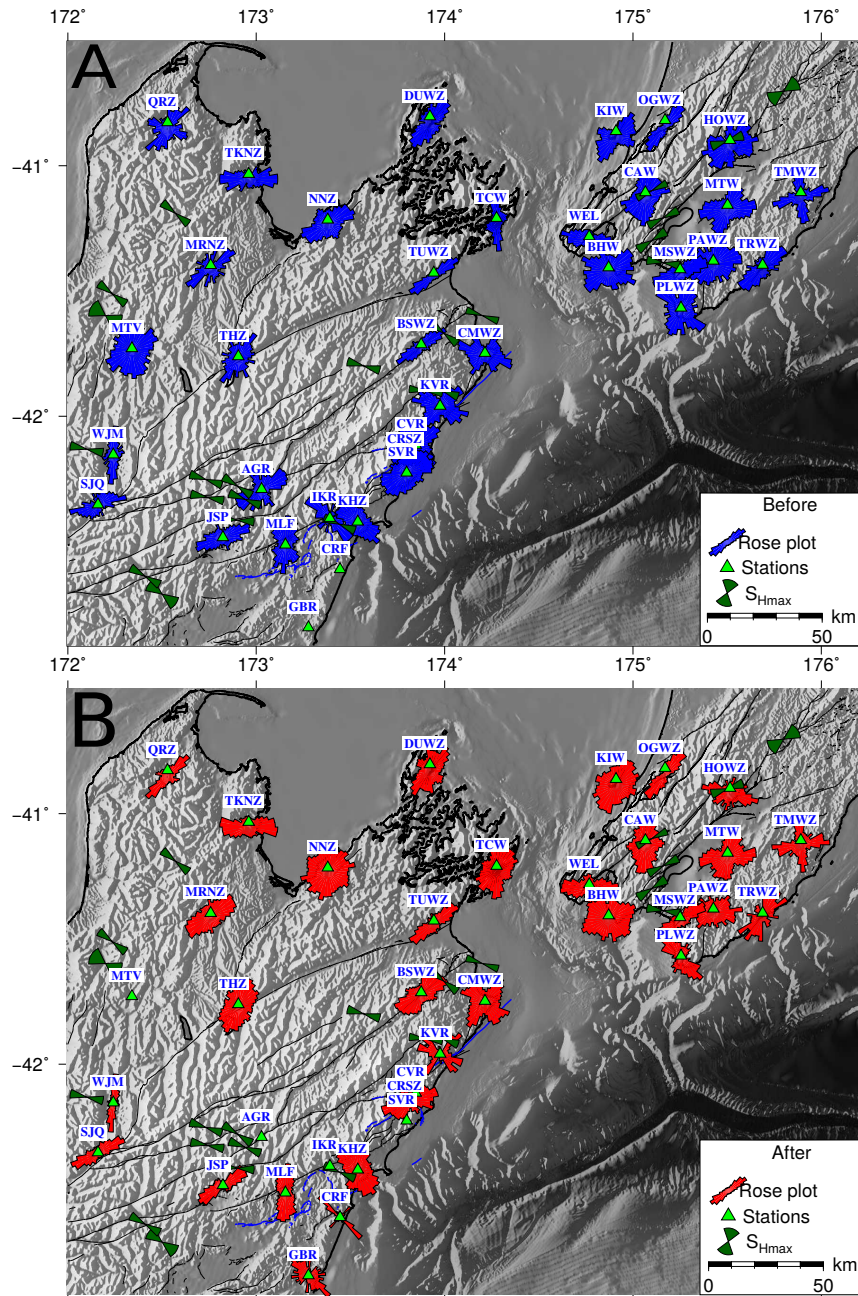 172° 173° 174° 175° 176°
A
−41°
−42°
QRZ
DUWZ
KIW
OGWZ
HOWZ
TKNZ
CAW
MTW
TMWZ
NNZ
TCW
WEL
MRNZ
TUWZ
BHW
MSWZ
PAWZ
TRWZ
PLWZ
MTV
THZ
BSWZ
CMWZ
KVR
CVR
WJM
CRSZ
SVR
AGR
SJQ
IKR
KHZ
JSP
MLF
CRF
GBR
Before
Rose plot
Stations
SHmax
km
0 50
172° 173° 174° 175° 176°
B
−41°
−42°
QRZ
DUWZ
KIW
OGWZ
HOWZ
TKNZ
CAW
MTW
TMWZ
NNZ
TCW
WEL
MRNZ
TUWZ
BHW
MSWZ
PAWZ
TRWZ
PLWZ
MTV
THZ
BSWZ
CMWZ
KVR
CVR
WJM
CRSZ
SVR
AGR
SJQ
IKR
KHZ
JSP
MLF
CRF
GBR
After
Rose plot
Stations
SHmax
km
0 50